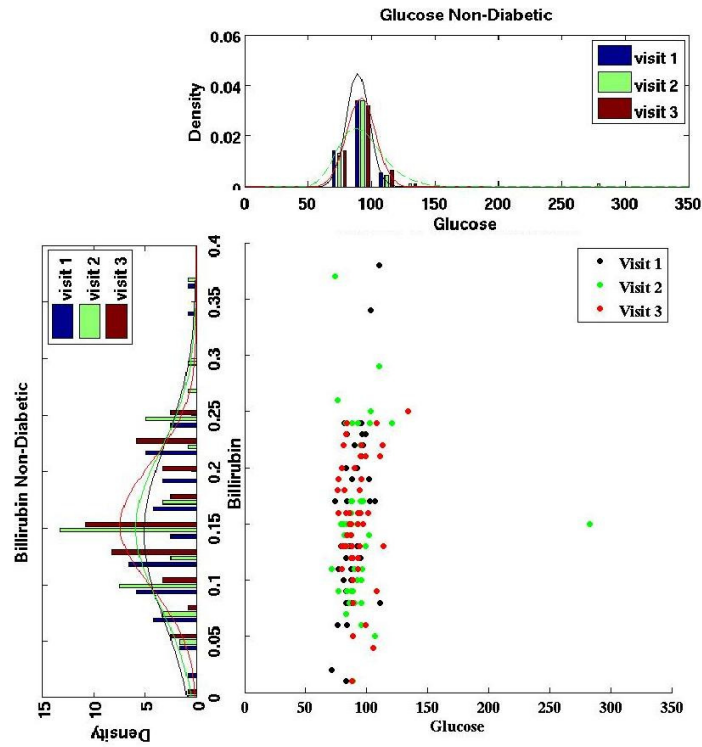 Glucose Non-Diabetic
0.06
0.04
0.02
0
Density
visit 1
visit 2
visit 3
0 50 100 150 200 250 300 350
Glucose
Billirubin Non-Diabetic
visit 1
visit 2
visit 3
0.4
0.35
0.3
0.25
0.2
0.15
0.1
0.05
0
Billirubin
15 10 5 0
Density
Visit 1
Visit 2
Visit 3
0 50 100 150 200 250 300 350
Glucose